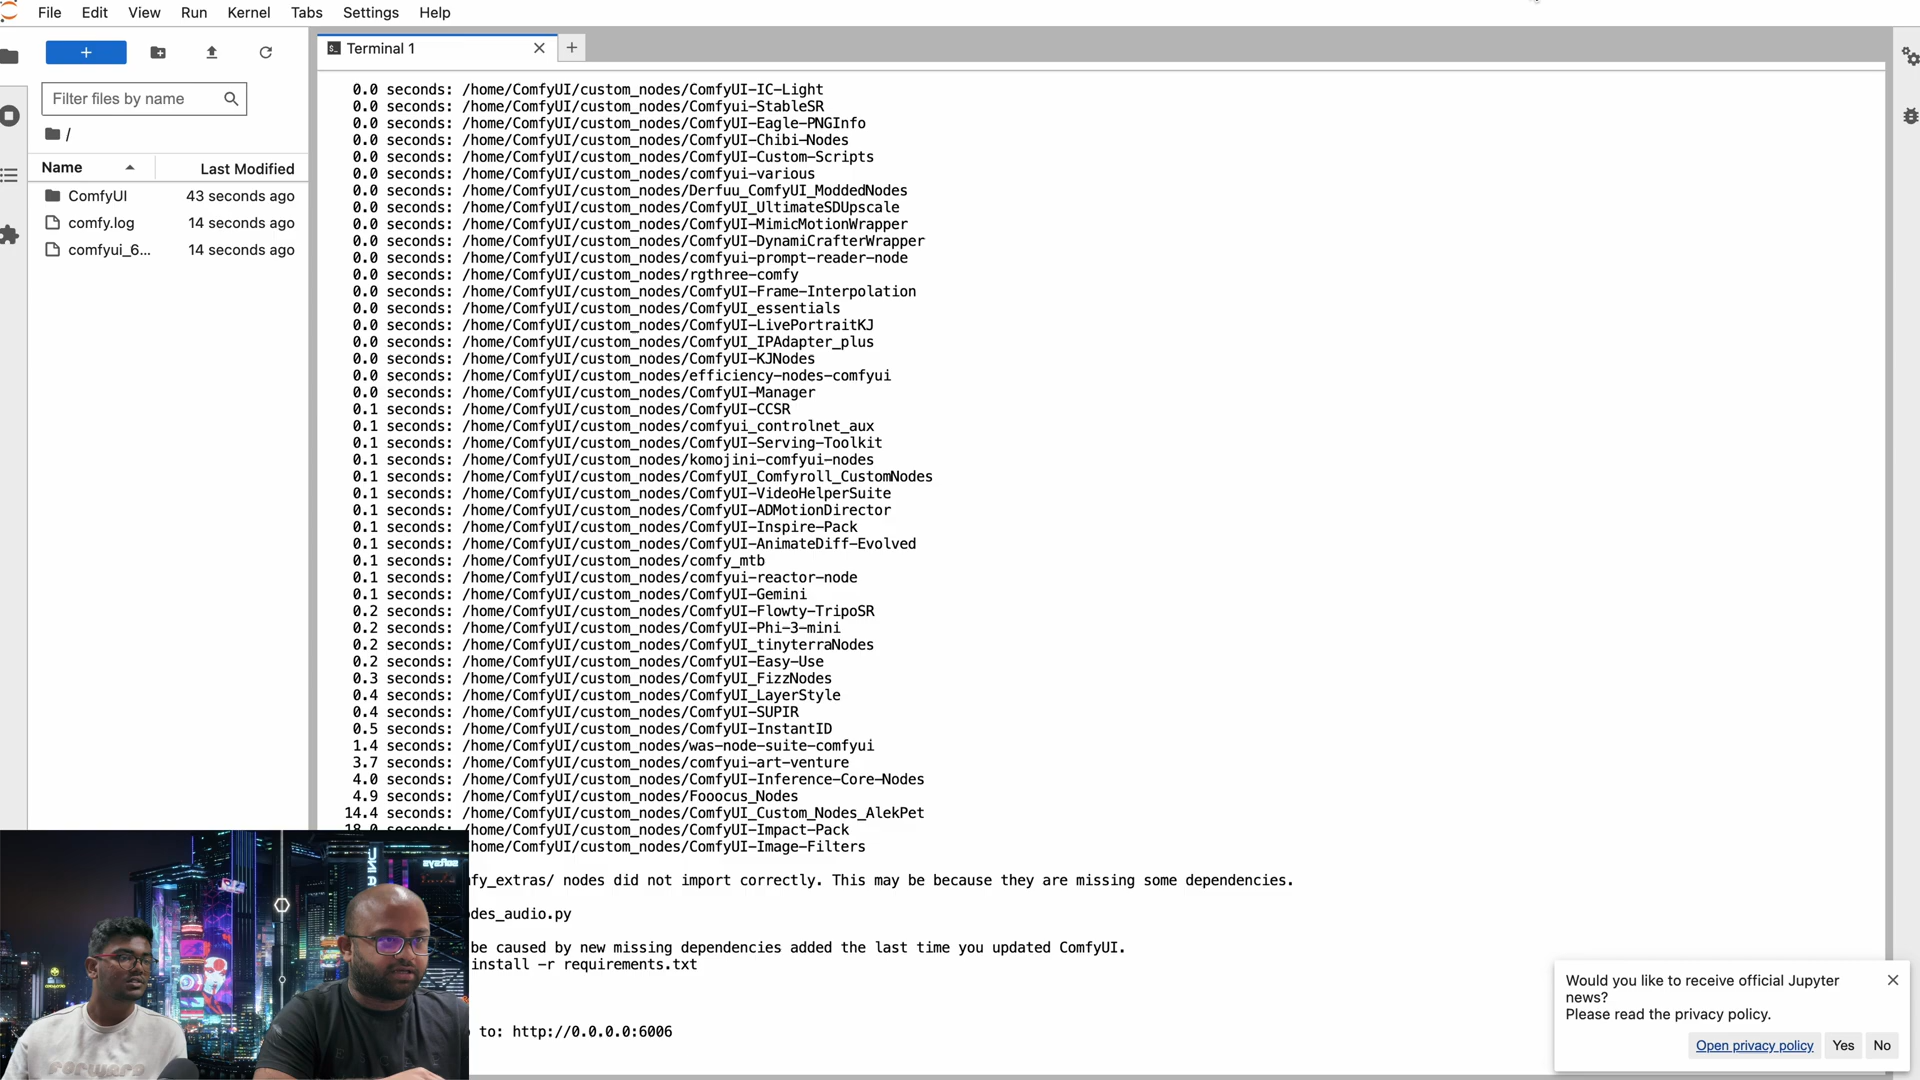 File Edit View Run Kernel Tabs Settings Help
Terminal 1
Filter files by name
/
Name Last Modified
ComfyUI 43 seconds ago
comfy.log 14 seconds ago
comfyui_6... 14 seconds ago
0.0 seconds: /home/ComfyUI/custom_nodes/ComfyUI-IC-Light
0.0 seconds: /home/ComfyUI/custom_nodes/Comfyui-StableSR
0.0 seconds: /home/ComfyUI/custom_nodes/ComfyUI-Eagle-PNGInfo
0.0 seconds: /home/ComfyUI/custom_nodes/ComfyUI-Chibi-Nodes
0.0 seconds: /home/ComfyUI/custom_nodes/ComfyUI-Custom-Scripts
0.0 seconds: /home/ComfyUI/custom_nodes/comfyui-various
0.0 seconds: /home/ComfyUI/custom_nodes/Derfuu_ComfyUI_ModdedNodes
0.0 seconds: /home/ComfyUI/custom_nodes/ComfyUI_UltimateSDUpscale
0.0 seconds: /home/ComfyUI/custom_nodes/ComfyUI-MimicMotionWrapper
0.0 seconds: /home/ComfyUI/custom_nodes/ComfyUI-DynamiCrafterWrapper
0.0 seconds: /home/ComfyUI/custom_nodes/comfyui-prompt-reader-node
0.0 seconds: /home/ComfyUI/custom_nodes/rgthree-comfy
0.0 seconds: /home/ComfyUI/custom_nodes/ComfyUI-Frame-Interpolation
0.0 seconds: /home/ComfyUI/custom_nodes/ComfyUI_essentials
0.0 seconds: /home/ComfyUI/custom_nodes/ComfyUI-LivePortraitKJ
0.0 seconds: /home/ComfyUI/custom_nodes/ComfyUI_IPAdapter_plus
0.0 seconds: /home/ComfyUI/custom_nodes/ComfyUI-KJNodes
0.0 seconds: /home/ComfyUI/custom_nodes/efficiency-nodes-comfyui
0.0 seconds: /home/ComfyUI/custom_nodes/ComfyUI-Manager
0.1 seconds: /home/ComfyUI/custom_nodes/ComfyUI-CCSR
0.1 seconds: /home/ComfyUI/custom_nodes/comfyui_controlnet_aux
0.1 seconds: /home/ComfyUI/custom_nodes/ComfyUI-Serving-Toolkit
0.1 seconds: /home/ComfyUI/custom_nodes/komojini-comfyui-nodes
0.1 seconds: /home/ComfyUI/custom_nodes/ComfyUI_Comfyroll_CustomNodes
0.1 seconds: /home/ComfyUI/custom_nodes/ComfyUI-VideoHelperSuite
0.1 seconds: /home/ComfyUI/custom_nodes/ComfyUI-ADMotionDirector
0.1 seconds: /home/ComfyUI/custom_nodes/ComfyUI-Inspire-Pack
0.1 seconds: /home/ComfyUI/custom_nodes/ComfyUI-AnimateDiff-Evolved
0.1 seconds: /home/ComfyUI/custom_nodes/comfy_mtb
0.1 seconds: /home/ComfyUI/custom_nodes/comfyui-reactor-node
0.1 seconds: /home/ComfyUI/custom_nodes/ComfyUI-Gemini
0.2 seconds: /home/ComfyUI/custom_nodes/ComfyUI-Flowty-TripoSR
0.2 seconds: /home/ComfyUI/custom_nodes/ComfyUI-Phi-3-mini
0.2 seconds: /home/ComfyUI/custom_nodes/ComfyUI_tinyterraNodes
0.2 seconds: /home/ComfyUI/custom_nodes/ComfyUI-Easy-Use
0.3 seconds: /home/ComfyUI/custom_nodes/ComfyUI_FizzNodes
0.4 seconds: /home/ComfyUI/custom_nodes/ComfyUI_LayerStyle
0.4 seconds: /home/ComfyUI/custom_nodes/ComfyUI-SUPIR
0.5 seconds: /home/ComfyUI/custom_nodes/ComfyUI-InstantID
1.4 seconds: /home/ComfyUI/custom_nodes/was-node-suite-comfyui
3.7 seconds: /home/ComfyUI/custom_nodes/comfyui-art-venture
4.0 seconds: /home/ComfyUI/custom_nodes/ComfyUI-Inference-Core-Nodes
4.9 seconds: /home/ComfyUI/custom_nodes/Fooocus_Nodes
14.4 seconds: /home/ComfyUI/custom_nodes/ComfyUI_Custom_Nodes_AlekPet
18.0 seconds: /home/ComfyUI/custom_nodes/ComfyUI-Impact-Pack
/home/ComfyUI/custom_nodes/ComfyUI-Image-Filters
fy_extras/ nodes did not import correctly. This may be because they are missing some dependencies.
des_audio.py
be caused by new missing dependencies added the last time you updated ComfyUI.
install -r requirements.txt
to: http://0.0.0.0:6006
Would you like to receive official Jupyter
news?
Please read the privacy policy.
Open privacy policy Yes No